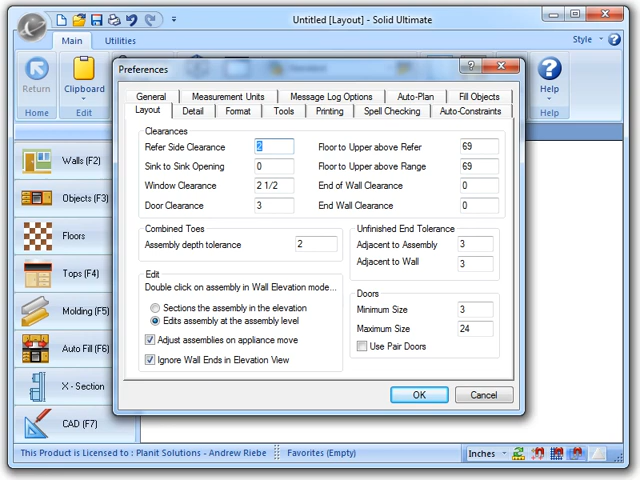 Untitled [Layout] - Solid Ultimate
Main
Utilities
Style
Return
Clipboard
Help
Home
Edit
Help
Preferences
General
Measurement Units
Message Log Options
Auto-Plan
Fill Objects
Layout
Detail
Format
Tools
Printing
Spell Checking
Auto-Constraints
Clearances
Refer Side Clearance 2
Floor to Upper above Refer 69
Sink to Sink Opening 0
Floor to Upper above Range 69
Window Clearance 2 1/2
End of Wall Clearance 0
Door Clearance 3
End Wall Clearance 0
Combined Toes
Assembly depth tolerance 2
Unfinished End Tolerance
Adjacent to Assembly 3
Adjacent to Wall 3
Edit
Double click on assembly in Wall Elevation mode...
Sections the assembly in the elevation
Edits assembly at the assembly level
Adjust assemblies on appliance move
Ignore Wall Ends in Elevation View
Doors
Minimum Size 3
Maximum Size 24
Use Pair Doors
OK
Cancel
Walls (F2)
Objects (F3)
Floors
Tops (F4)
Molding (F5)
Auto Fill (F6)
X - Section
CAD (F7)
This Product is Licensed to : Planit Solutions - Andrew Riebe
Favorites (Empty)
Inches